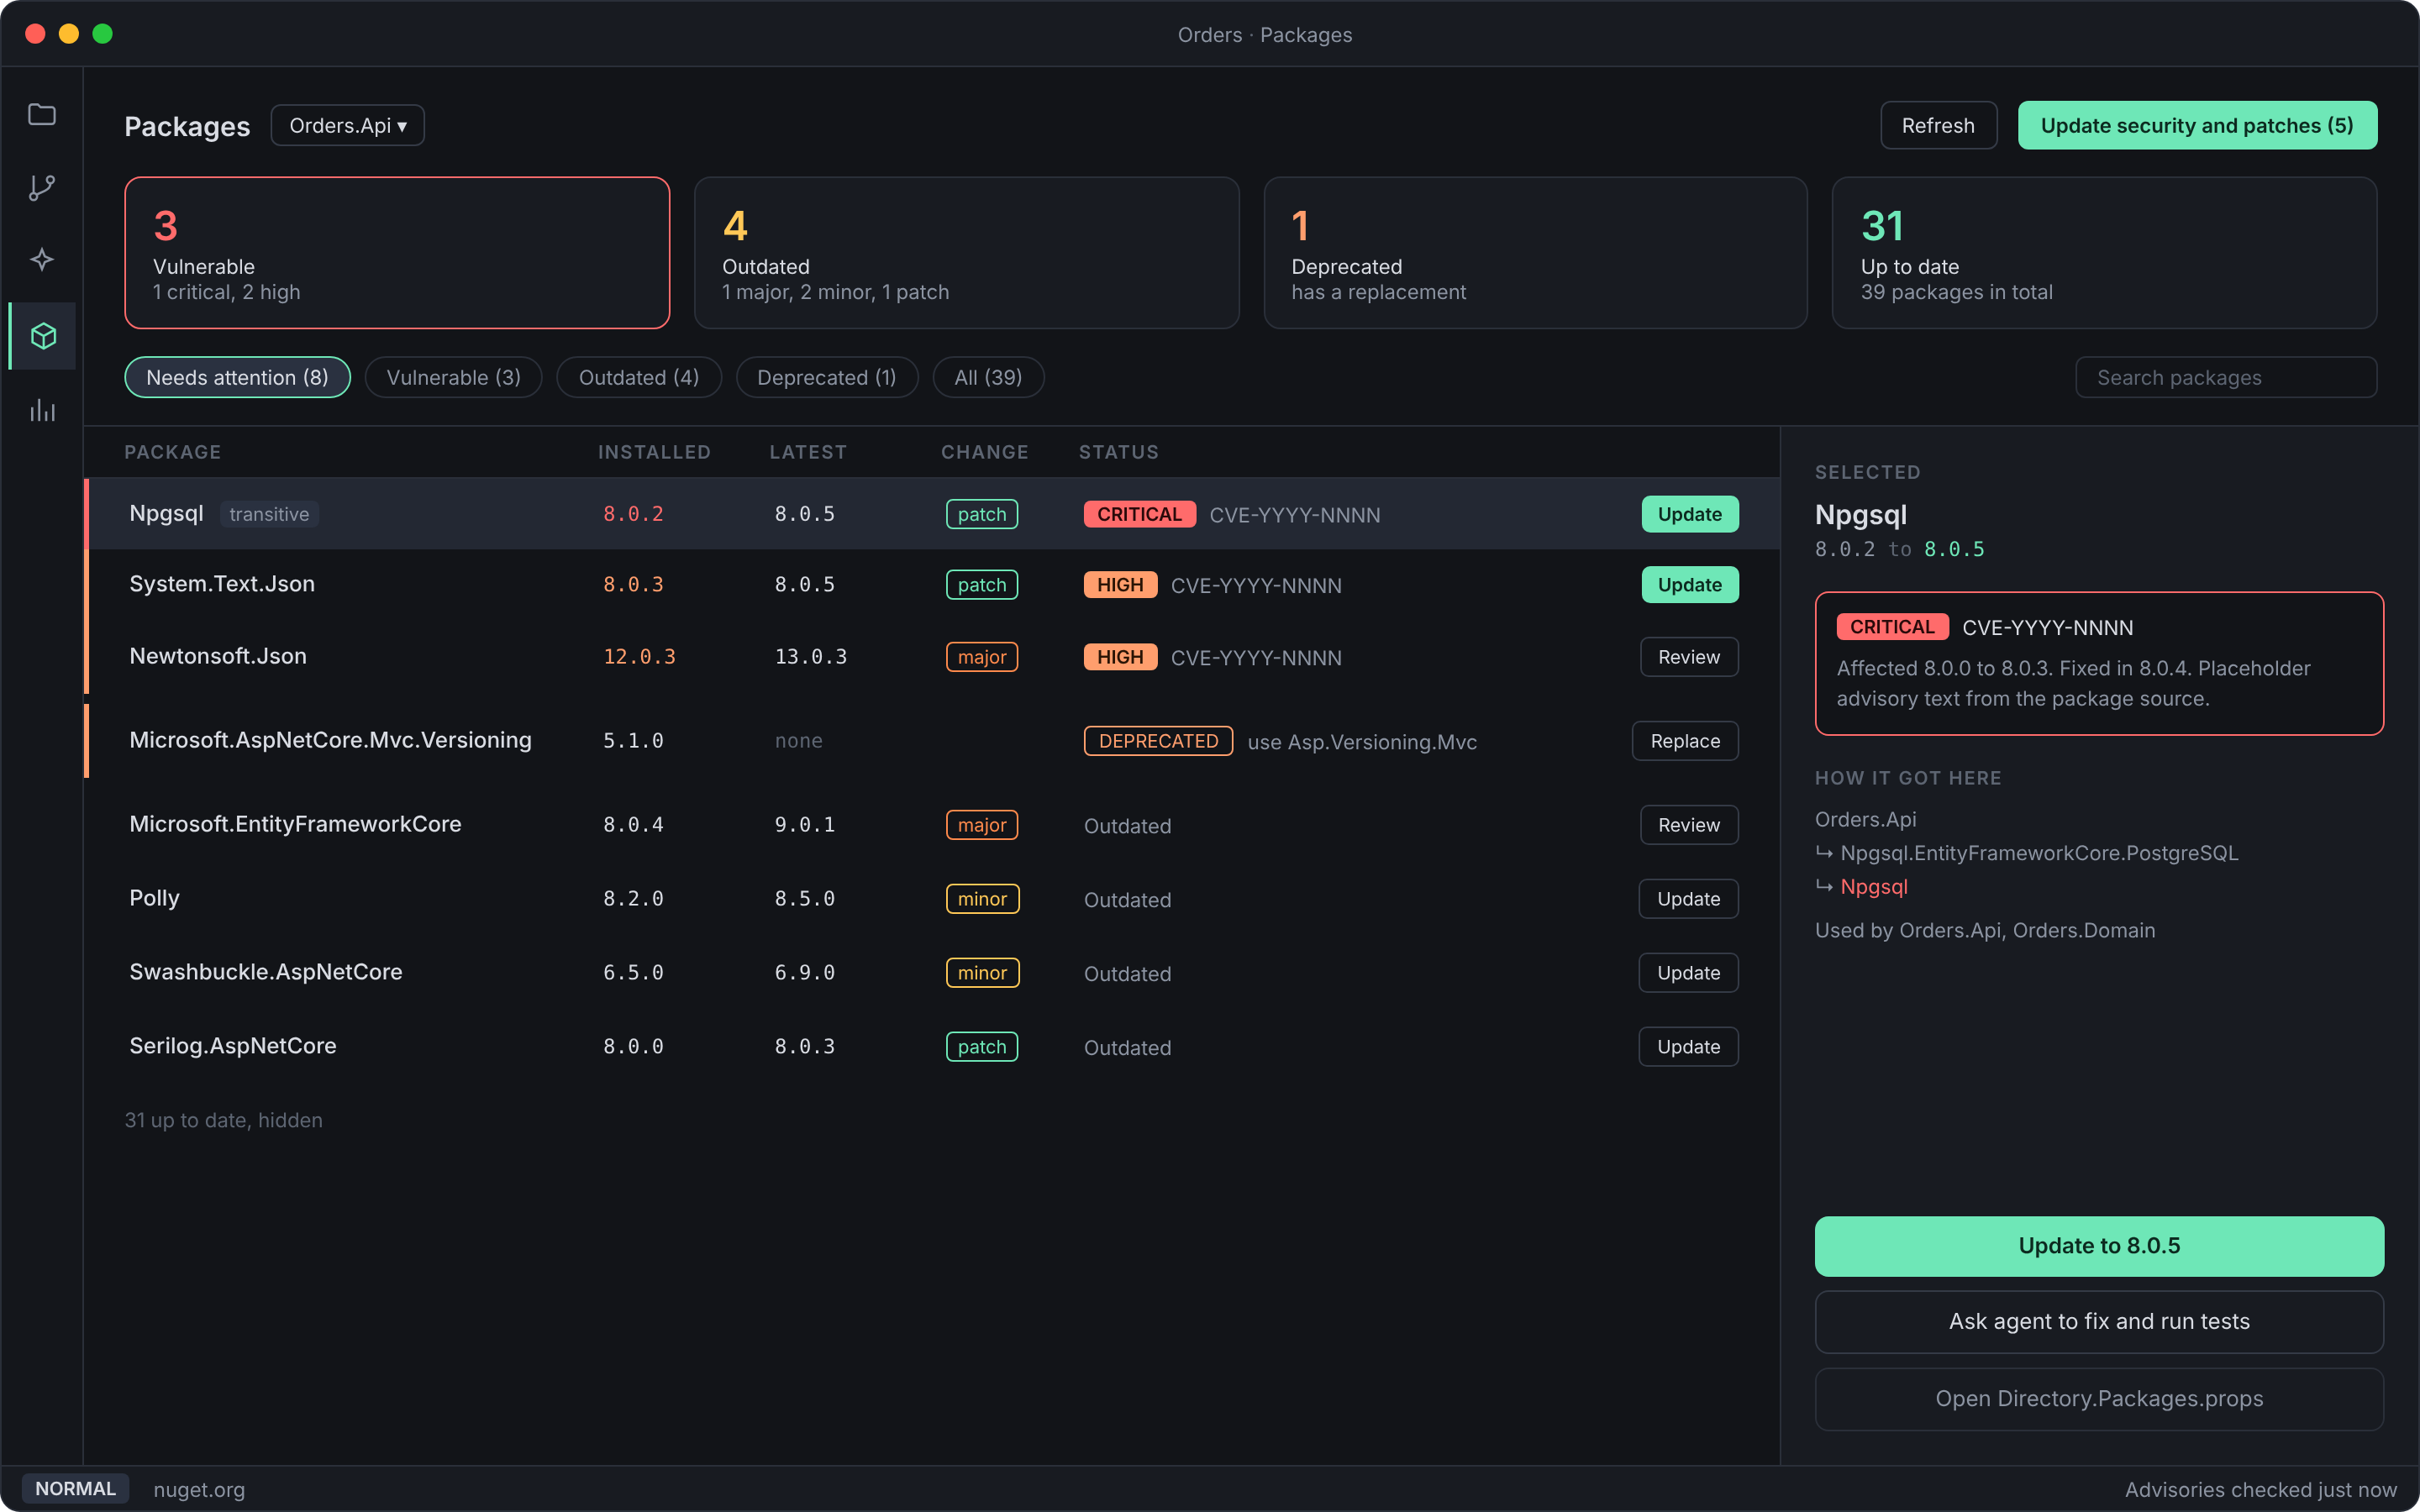 Orders · Packages
Packages
Orders.Api ▾
Refresh
Update security and patches (5)
3
Vulnerable
1 critical, 2 high
4
Outdated
1 major, 2 minor, 1 patch
1
Deprecated
has a replacement
31
Up to date
39 packages in total
Needs attention (8)
Vulnerable (3)
Outdated (4)
Deprecated (1)
All (39)
Search packages
PACKAGE INSTALLED LATEST CHANGE STATUS
Npgsql transitive 8.0.2 8.0.5 patch CRITICAL CVE-YYYY-NNNN Update
System.Text.Json 8.0.3 8.0.5 patch HIGH CVE-YYYY-NNNN Update
Newtonsoft.Json 12.0.3 13.0.3 major HIGH CVE-YYYY-NNNN Review
Microsoft.AspNetCore.Mvc.Versioning 5.1.0 none DEPRECATED use Asp.Versioning.Mvc Replace
Microsoft.EntityFrameworkCore 8.0.4 9.0.1 major Outdated Review
Polly 8.2.0 8.5.0 minor Outdated Update
Swashbuckle.AspNetCore 6.5.0 6.9.0 minor Outdated Update
Serilog.AspNetCore 8.0.0 8.0.3 patch Outdated Update
31 up to date, hidden
SELECTED
Npgsql
8.0.2 to 8.0.5
CRITICAL CVE-YYYY-NNNN
Affected 8.0.0 to 8.0.3. Fixed in 8.0.4. Placeholder
advisory text from the package source.
HOW IT GOT HERE
Orders.Api
↳ Npgsql.EntityFrameworkCore.PostgreSQL
↳ Npgsql
Used by Orders.Api, Orders.Domain
Update to 8.0.5
Ask agent to fix and run tests
Open Directory.Packages.props
NORMAL nuget.org
Advisories checked just now